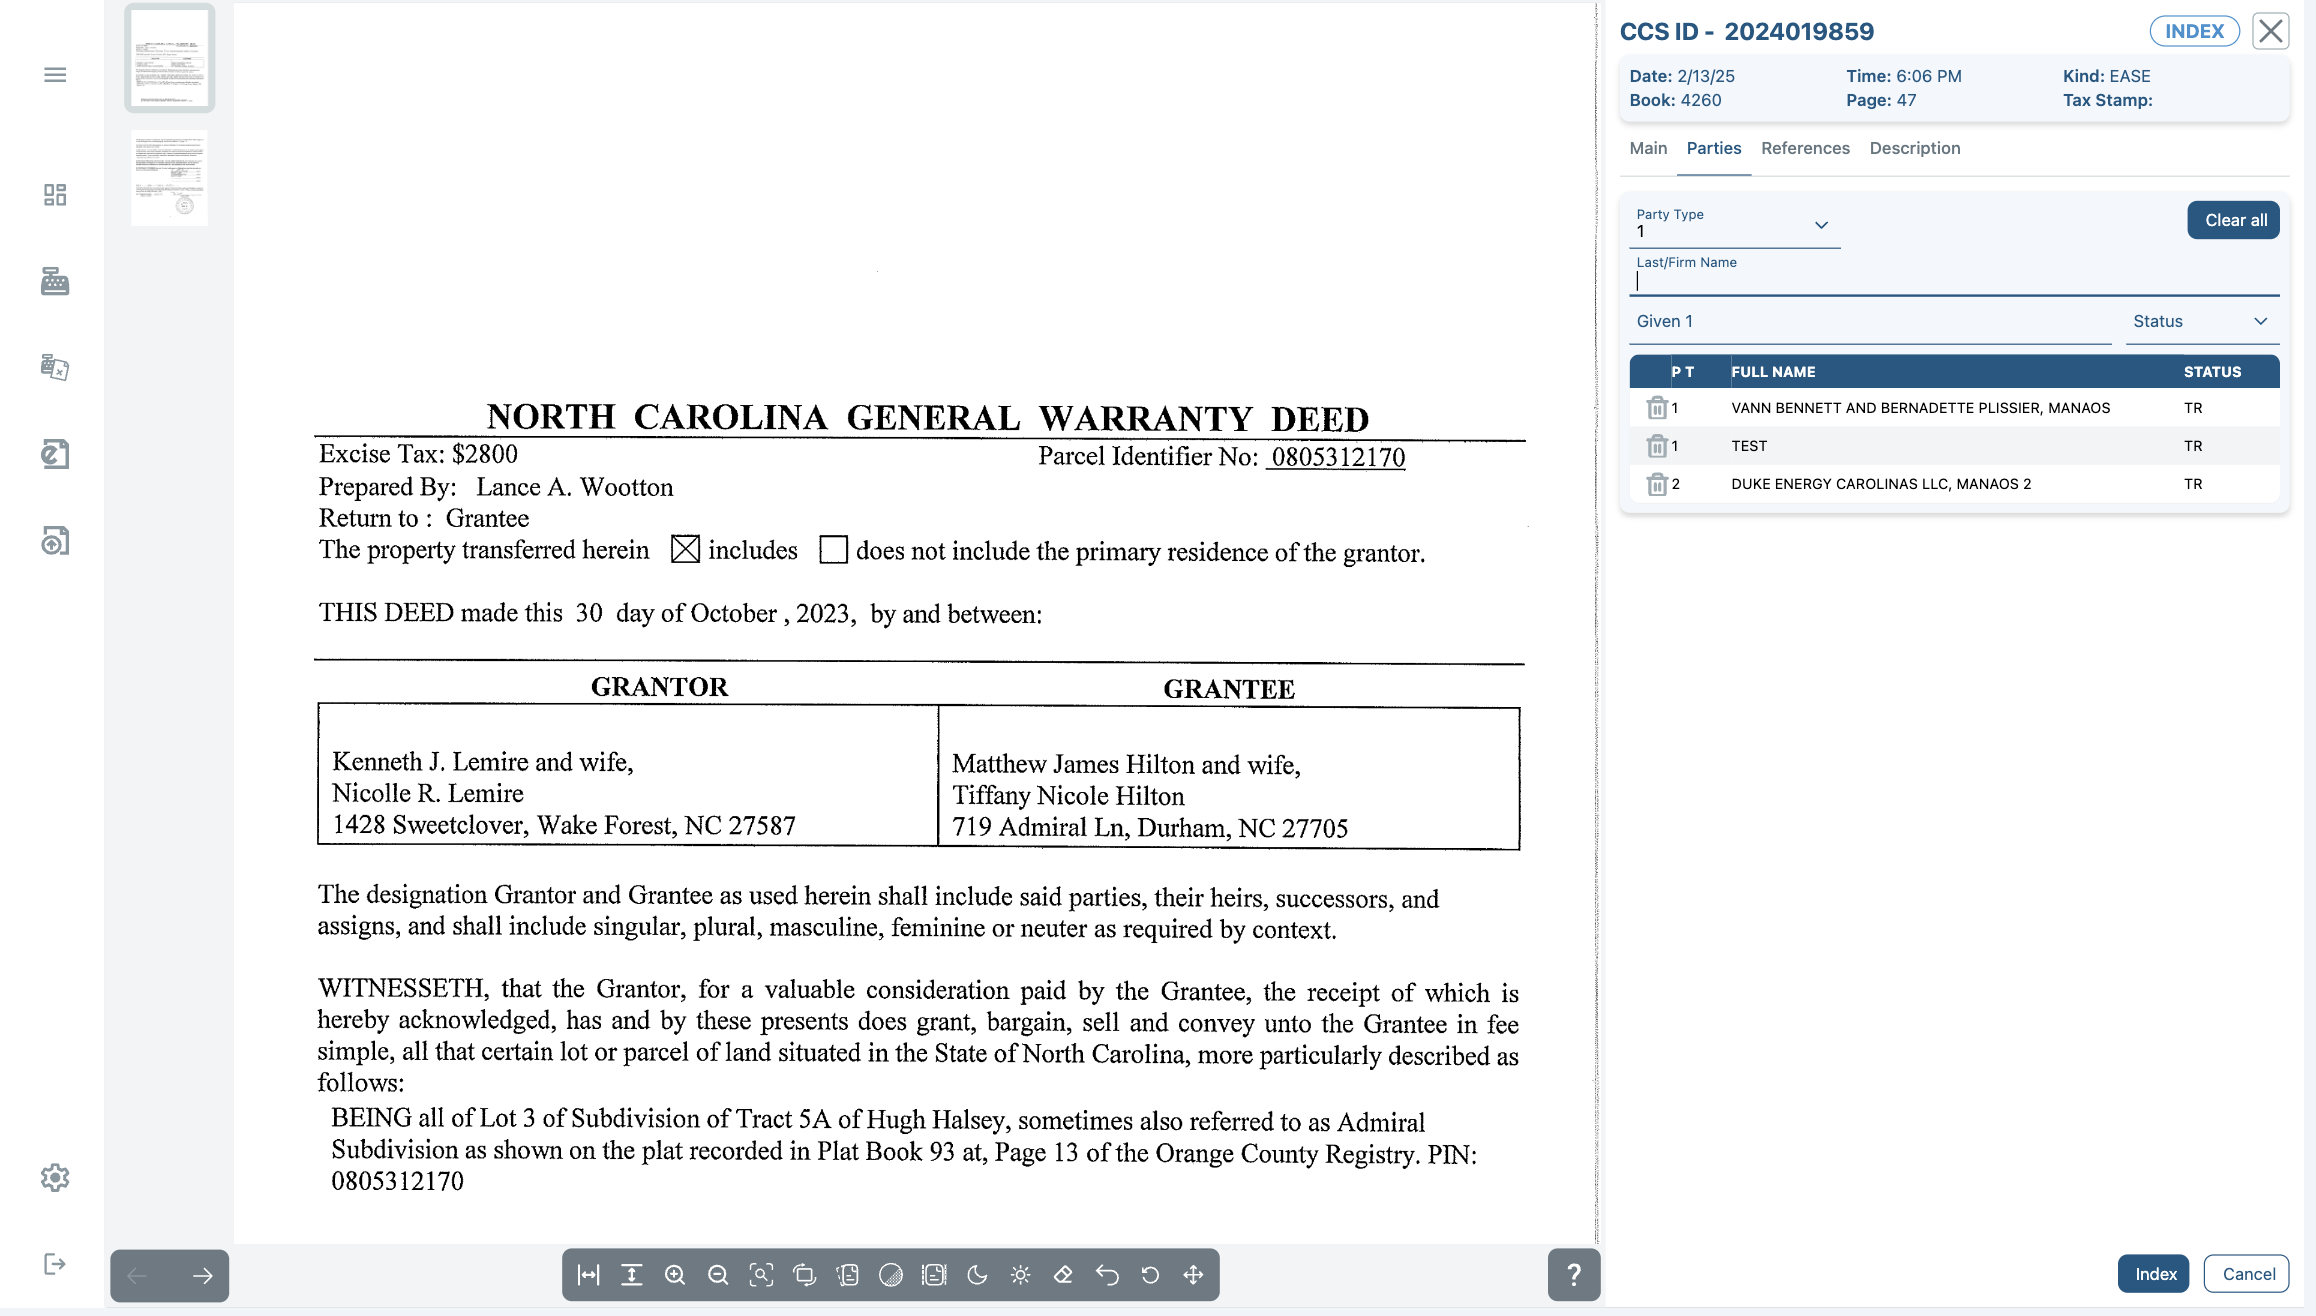 NORTH CAROLINA GENERAL WARRANTY DEED
Excise Tax: $2800
Parcel Identifier No: 0805312170
Prepared By: Lance A. Wootton
Return to : Grantee
The property transferred herein includes does not include the primary residence of the grantor.
THIS DEED made this 30 day of October , 2023, by and between:
GRANTOR
GRANTEE
Kenneth J. Lemire and wife,
Nicolle R. Lemire
1428 Sweetclover, Wake Forest, NC 27587
Matthew James Hilton and wife,
Tiffany Nicole Hilton
719 Admiral Ln, Durham, NC 27705
The designation Grantor and Grantee as used herein shall include said parties, their heirs, successors, and
assigns, and shall include singular, plural, masculine, feminine or neuter as required by context.
WITNESSETH, that the Grantor, for a valuable consideration paid by the Grantee, the receipt of which is
hereby acknowledged, has and by these presents does grant, bargain, sell and convey unto the Grantee in fee
simple, all that certain lot or parcel of land situated in the State of North Carolina, more particularly described as
follows:
BEING all of Lot 3 of Subdivision of Tract 5A of Hugh Halsey, sometimes also referred to as Admiral
Subdivision as shown on the plat recorded in Plat Book 93 at, Page 13 of the Orange County Registry. PIN:
0805312170
?
CCS ID - 2024019859
INDEX
Date: 2/13/25 Time: 6:06 PM Kind: EASE
Book: 4260 Page: 47 Tax Stamp:
Main Parties References Description
Party Type
1
Clear all
Last/Firm Name
Given 1 Status
P T FULL NAME STATUS
1 VANN BENNETT AND BERNADETTE PLISSIER, MANAOS TR
1 TEST TR
2 DUKE ENERGY CAROLINAS LLC, MANAOS 2 TR
Index Cancel